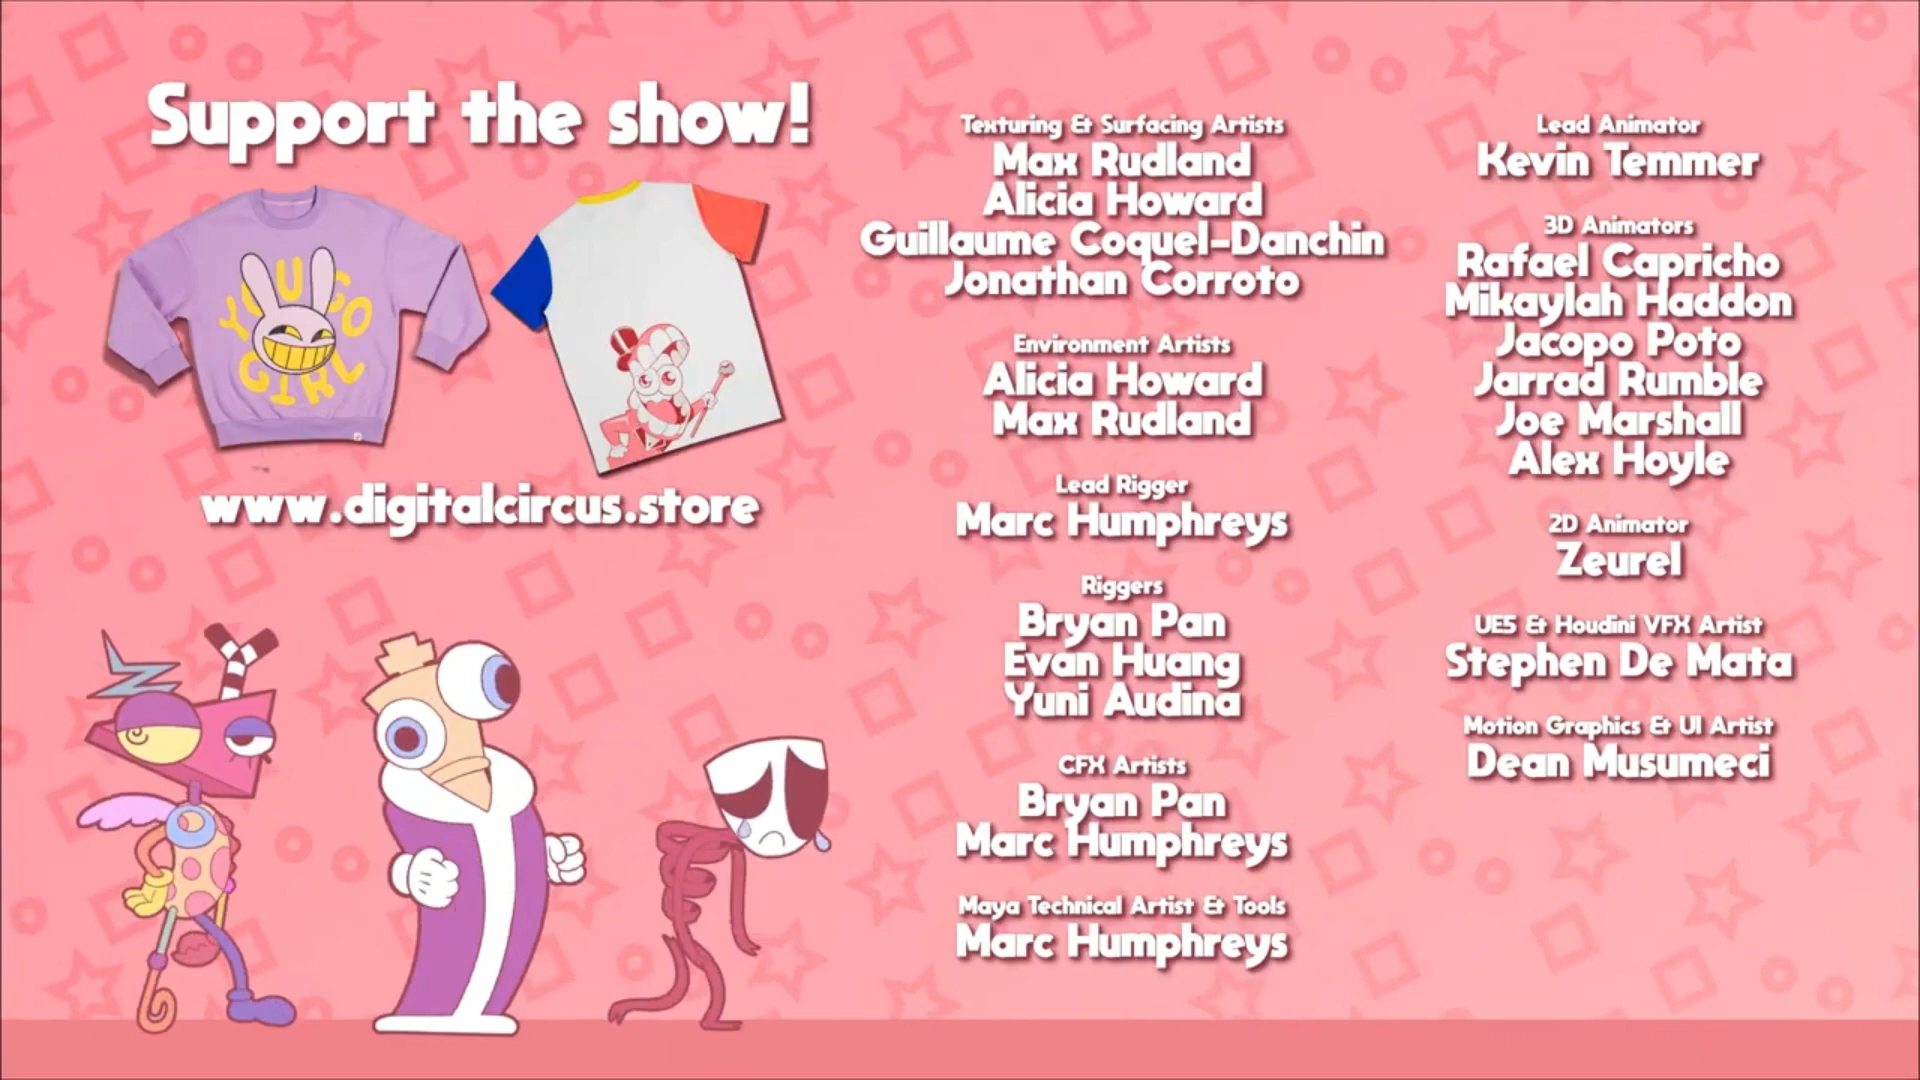 Support the show!
YOU GO
GIRL
www.digitalcircus.store
Texturing & Surfacing Artists
Max Rudland
Alicia Howard
Guillaume Coquel-Danchin
Jonathan Corroto
Environment Artists
Alicia Howard
Max Rudland
Lead Rigger
Marc Humphreys
Riggers
Bryan Pan
Evan Huang
Yuni Audina
CFX Artists
Bryan Pan
Marc Humphreys
Maya Technical Artist & Tools
Marc Humphreys
Lead Animator
Kevin Temmer
3D Animators
Rafael Capricho
Mikaylah Haddon
Jacopo Poto
Jarrad Rumble
Joe Marshall
Alex Hoyle
2D Animator
Zeurel
UE5 & Houdini VFX Artist
Stephen De Mata
Motion Graphics & UI Artist
Dean Musumeci